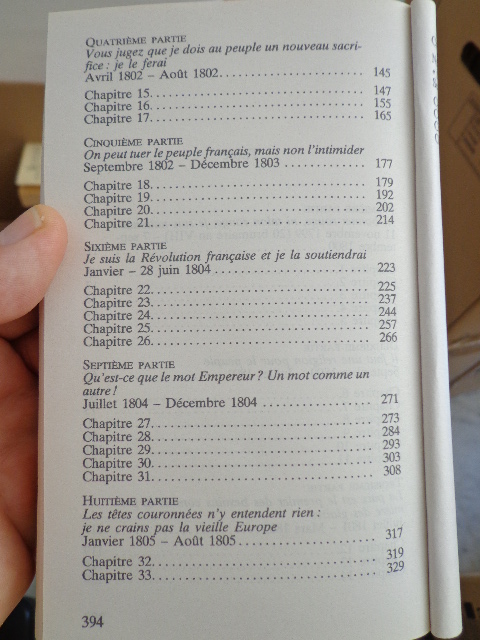 QUATRIÈME PARTIE
Vous jugez que je dois au peuple un nouveau sacri-
fice : je le ferai
Avril 1802 – Août 1802 145
Chapitre 15 147
Chapitre 16 155
Chapitre 17 165
CINQUIÈME PARTIE
On peut tuer le peuple français, mais non l'intimider
Septembre 1802 – Décembre 1803 177
Chapitre 18 179
Chapitre 19 192
Chapitre 20 202
Chapitre 21 214
SIXIÈME PARTIE
Je suis la Révolution française et je la soutiendrai
Janvier – 28 juin 1804 223
Chapitre 22 225
Chapitre 23 237
Chapitre 24 244
Chapitre 25 257
Chapitre 26 266
SEPTIÈME PARTIE
Qu'est-ce que le mot Empereur ? Un mot comme un
autre !
Juillet 1804 – Décembre 1804 271
Chapitre 27 273
Chapitre 28 284
Chapitre 29 293
Chapitre 30 303
Chapitre 31 308
HUITIÈME PARTIE
Les têtes couronnées n'y entendent rien :
je ne crains pas la vieille Europe
Janvier 1805 – Août 1805 317
Chapitre 32 319
Chapitre 33 329
394